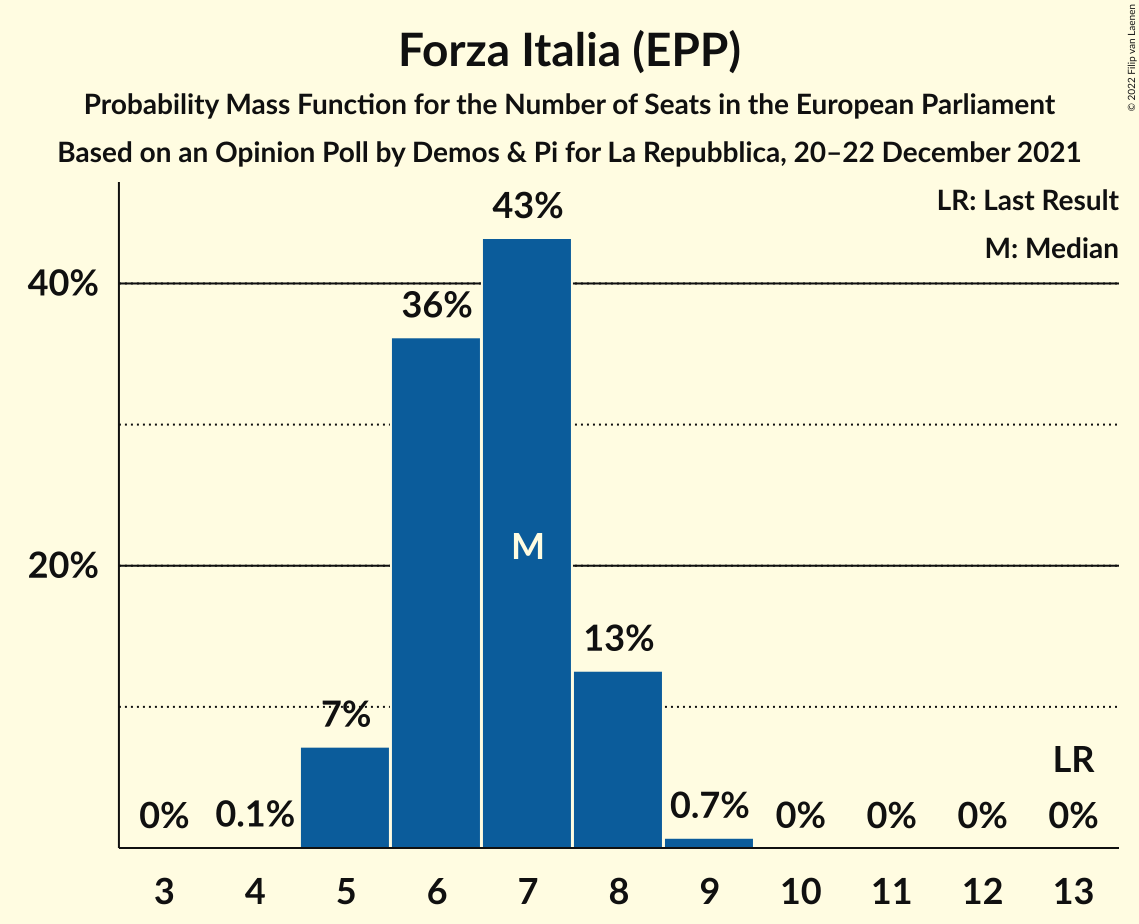 Forza Italia (EPP)
Probability Mass Function for the Number of Seats in the European Parliament
Based on an Opinion Poll by Demos & Pi for La Repubblica, 20–22 December 2021
© 2022 Filip van Laenen
LR: Last Result
M: Median
40%
20%
0%
0.1%
7%
36%
43%
M
13%
0.7%
0%
0%
0%
LR
0%
3 4 5 6 7 8 9 10 11 12 13